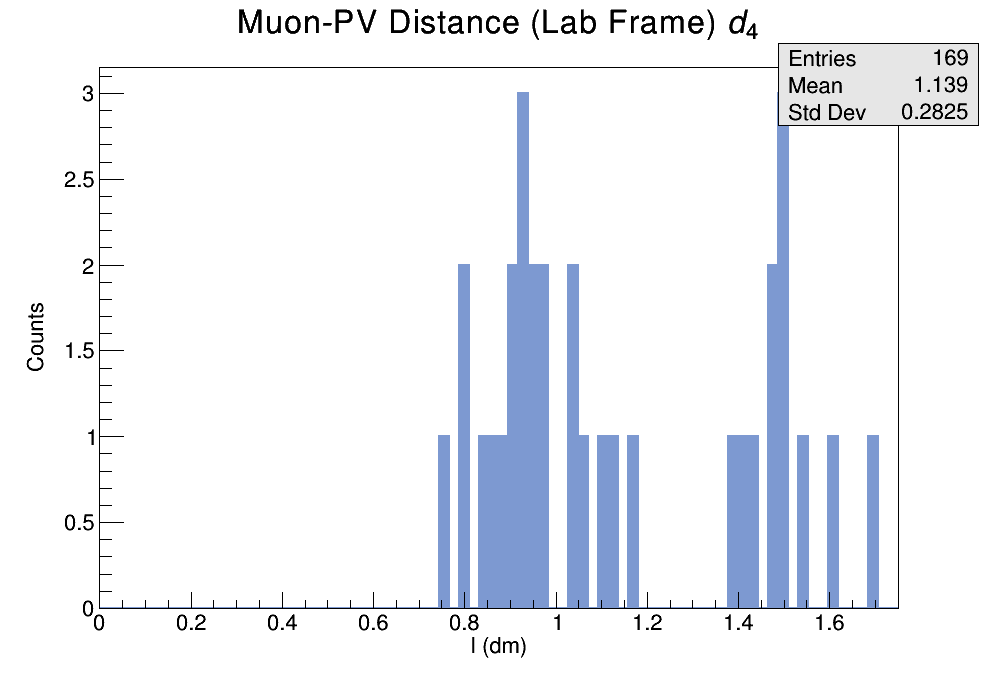 Muon-PV Distance (Lab Frame) d4
Entries 169
Mean 1.139
Std Dev 0.2825
3
2.5
2
1.5
1
0.5
0
Counts
0 0.2 0.4 0.6 0.8 1 1.2 1.4 1.6
l (dm)